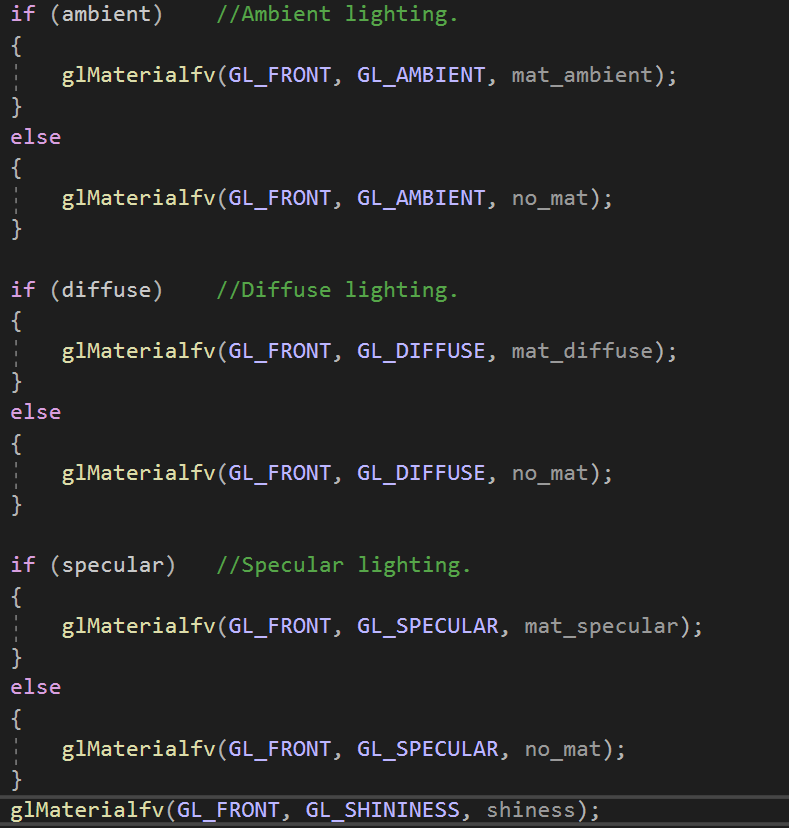 if (ambient)    //Ambient lighting.
{
    glMaterialfv(GL_FRONT, GL_AMBIENT, mat_ambient);
}
else
{
    glMaterialfv(GL_FRONT, GL_AMBIENT, no_mat);
}

if (diffuse)    //Diffuse lighting.
{
    glMaterialfv(GL_FRONT, GL_DIFFUSE, mat_diffuse);
}
else
{
    glMaterialfv(GL_FRONT, GL_DIFFUSE, no_mat);
}

if (specular)   //Specular lighting.
{
    glMaterialfv(GL_FRONT, GL_SPECULAR, mat_specular);
}
else
{
    glMaterialfv(GL_FRONT, GL_SPECULAR, no_mat);
}
glMaterialfv(GL_FRONT, GL_SHININESS, shiness);